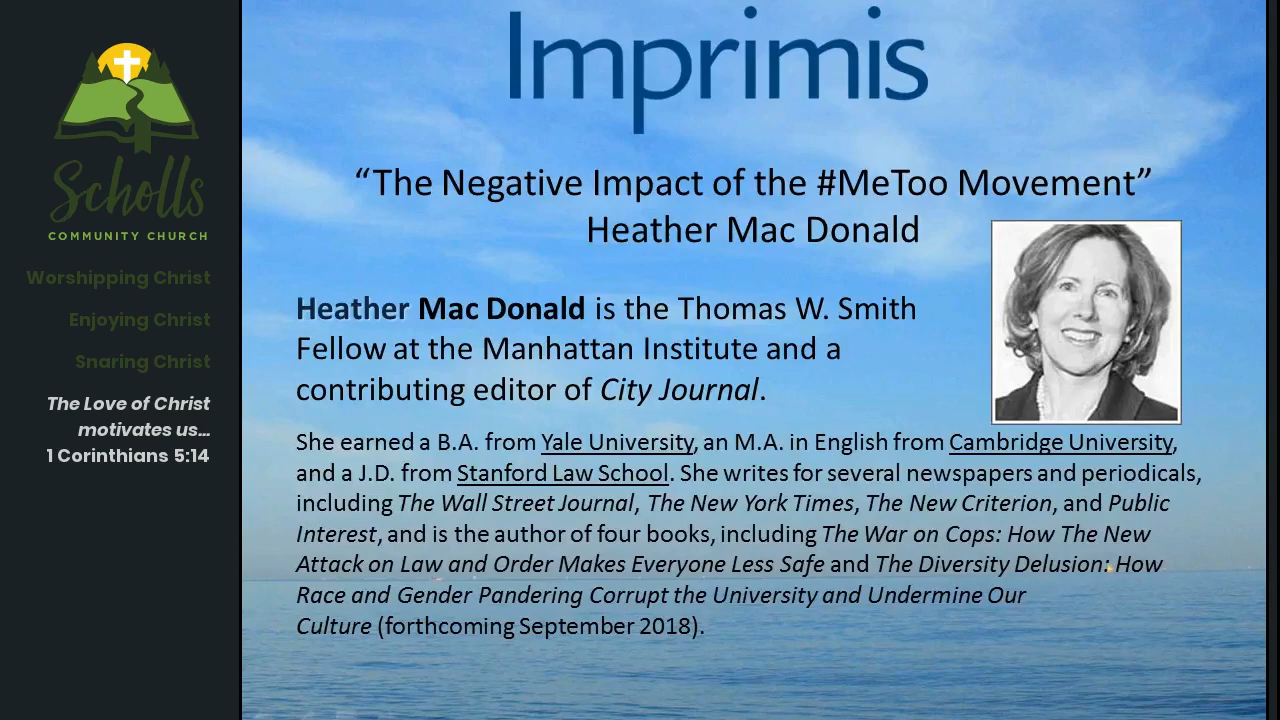 Scholls
COMMUNITY CHURCH
Worshipping Christ
Enjoying Christ
Snaring Christ
The Love of Christ
motivates us...
1 Corinthians 5:14
Imprimis
“The Negative Impact of the #MeToo Movement”
Heather Mac Donald
Heather Mac Donald is the Thomas W. Smith
Fellow at the Manhattan Institute and a
contributing editor of City Journal.
She earned a B.A. from Yale University, an M.A. in English from Cambridge University,
and a J.D. from Stanford Law School. She writes for several newspapers and periodicals,
including The Wall Street Journal, The New York Times, The New Criterion, and Public
Interest, and is the author of four books, including The War on Cops: How The New
Attack on Law and Order Makes Everyone Less Safe and The Diversity Delusion: How
Race and Gender Pandering Corrupt the University and Undermine Our
Culture (forthcoming September 2018).